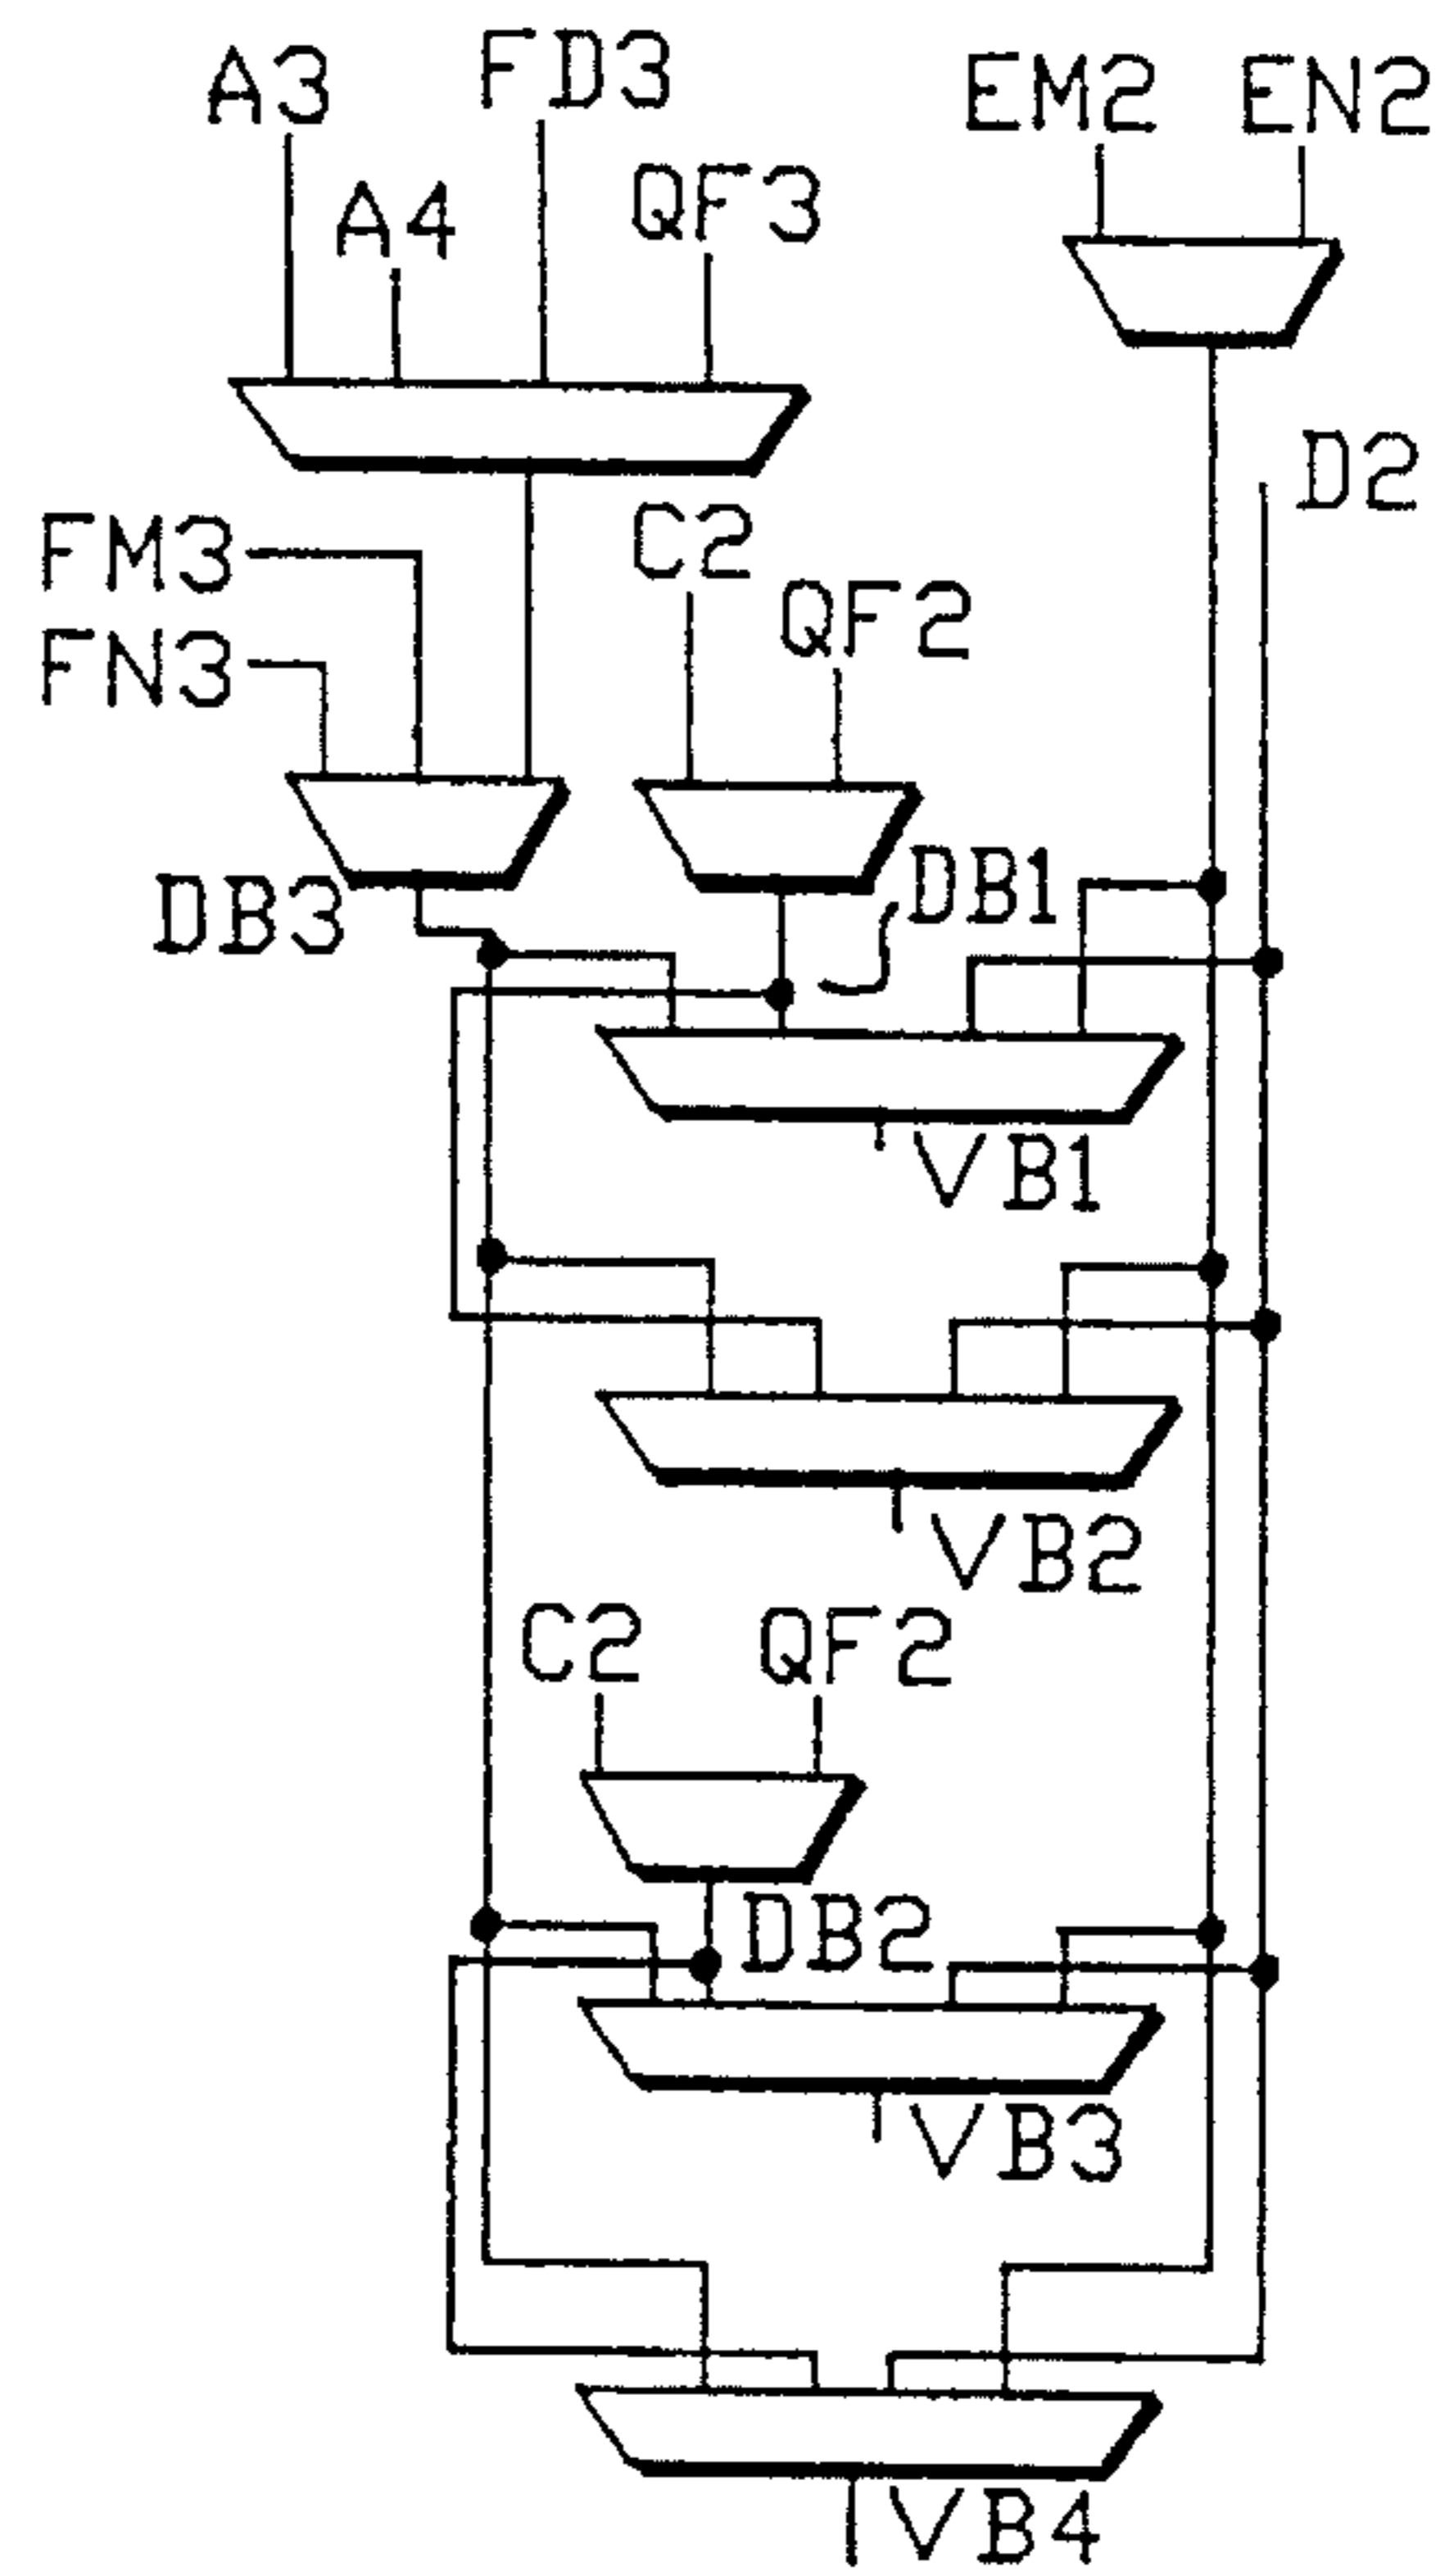 A3 FD3 EM2 EN2
A4 QF3
D2
FM3 C2
QF2
FN3
DB3 DB1
VB1
VB2
C2 QF2
DB2
VB3
VB4